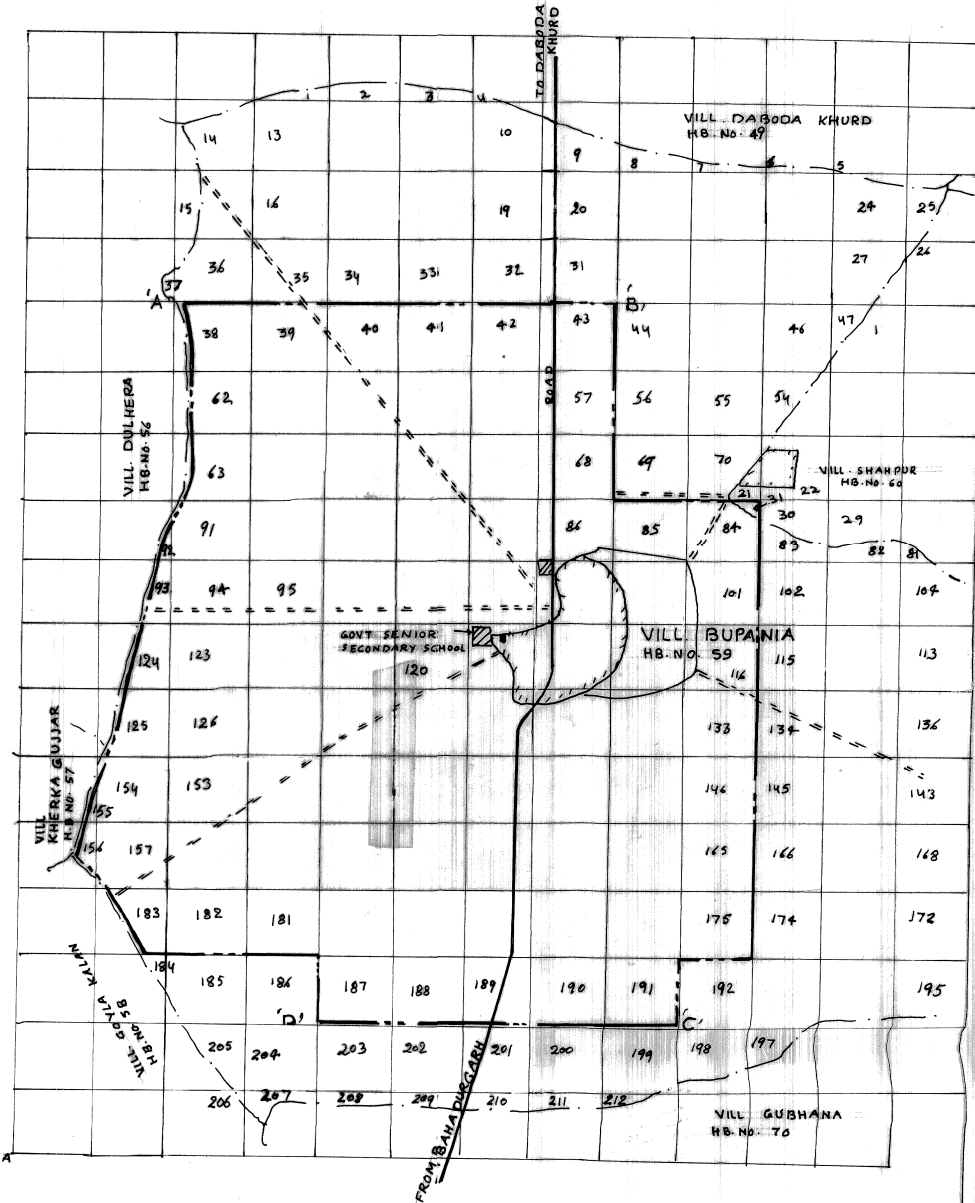 TO DABODA
KHURD
1 2 3 4
VILL. DABODA KHURD
HB. No. 49
14 13 10
9 8 7 6 5
15 16 19 20 24 25
36 35 34 33 32 31 27 26
37
'A' 'B'
38 39 40 41 42 43 44 46 47 1
ROAD
VILL. DULHERA
HB. NO. 56
62 57 56 55 54
63 68 69 70
VILL. SHAHPUR
HB. NO. 60
21 31 22
30 29
91 86 85 84 83 82 81
92
93 94 95 101 102 104
GOVT SENIOR
SECONDARY SCHOOL
VILL. BUPANIA
HB. NO. 59
124 123 120 116 115 113
125 126 133 134 136
VILL
KHERKA GUJJAR
H.B NO. 57
154 153 146 145 143
155
156 157 165 166 168
183 182 181 175 174 172
VILL. GOYLA KALAN
HB. NO. 58
184
185 186 187 188 189 190 191 192 195
'D' 'C'
205 204 203 202 201 200 199 198 197
206 207 208 209 210 211 212
VILL GUBHANA
HB. NO. 70
FROM BAHADURGARH
A